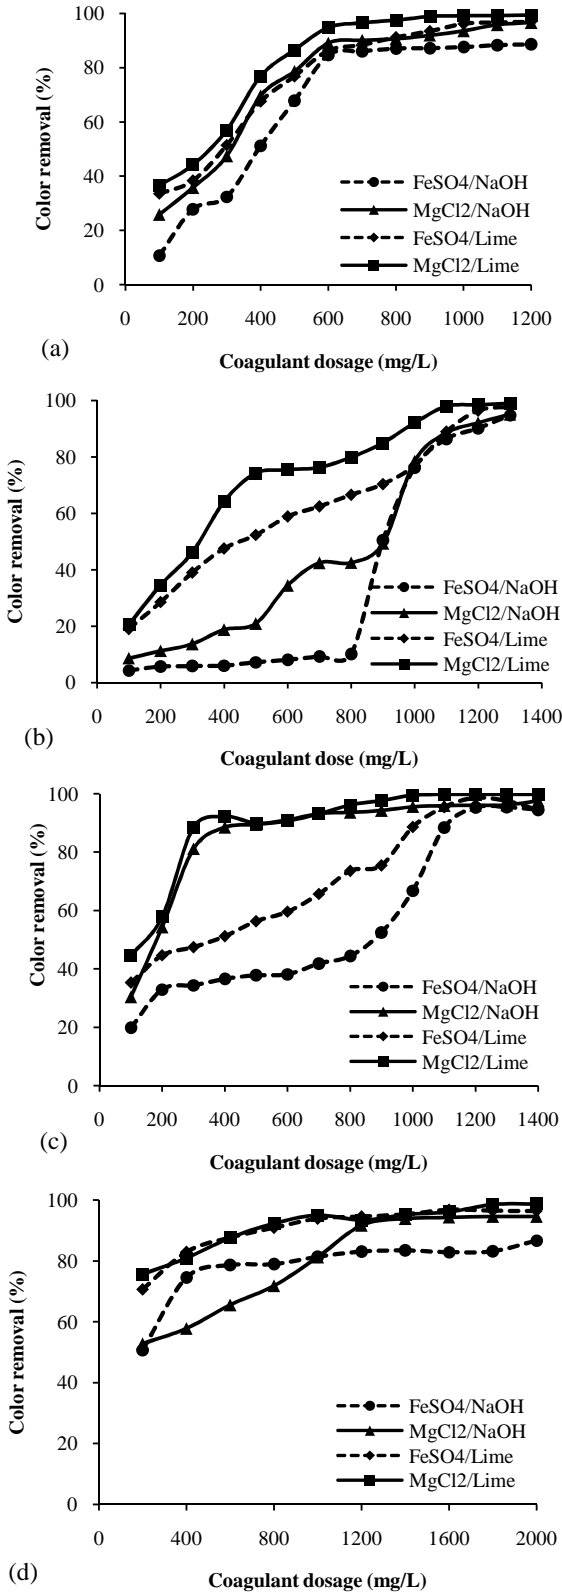 100
80
60
40
20
0
Color removal (%)
FeSO4/NaOH
MgCl2/NaOH
FeSO4/Lime
MgCl2/Lime
0 200 400 600 800 1000 1200
(a)
Coagulant dosage (mg/L)
100
80
60
40
20
0
Color removal (%)
FeSO4/NaOH
MgCl2/NaOH
FeSO4/Lime
MgCl2/Lime
0 200 400 600 800 1000 1200 1400
(b)
Coagulant dose (mg/L)
100
80
60
40
20
0
Color removal (%)
FeSO4/NaOH
MgCl2/NaOH
FeSO4/Lime
MgCl2/Lime
0 200 400 600 800 1000 1200 1400
(c)
Coagulant dosage (mg/L)
100
80
60
40
20
0
Color removal (%)
FeSO4/NaOH
MgCl2/NaOH
FeSO4/Lime
MgCl2/Lime
0 400 800 1200 1600 2000
(d)
Coagulant dosage (mg/L)